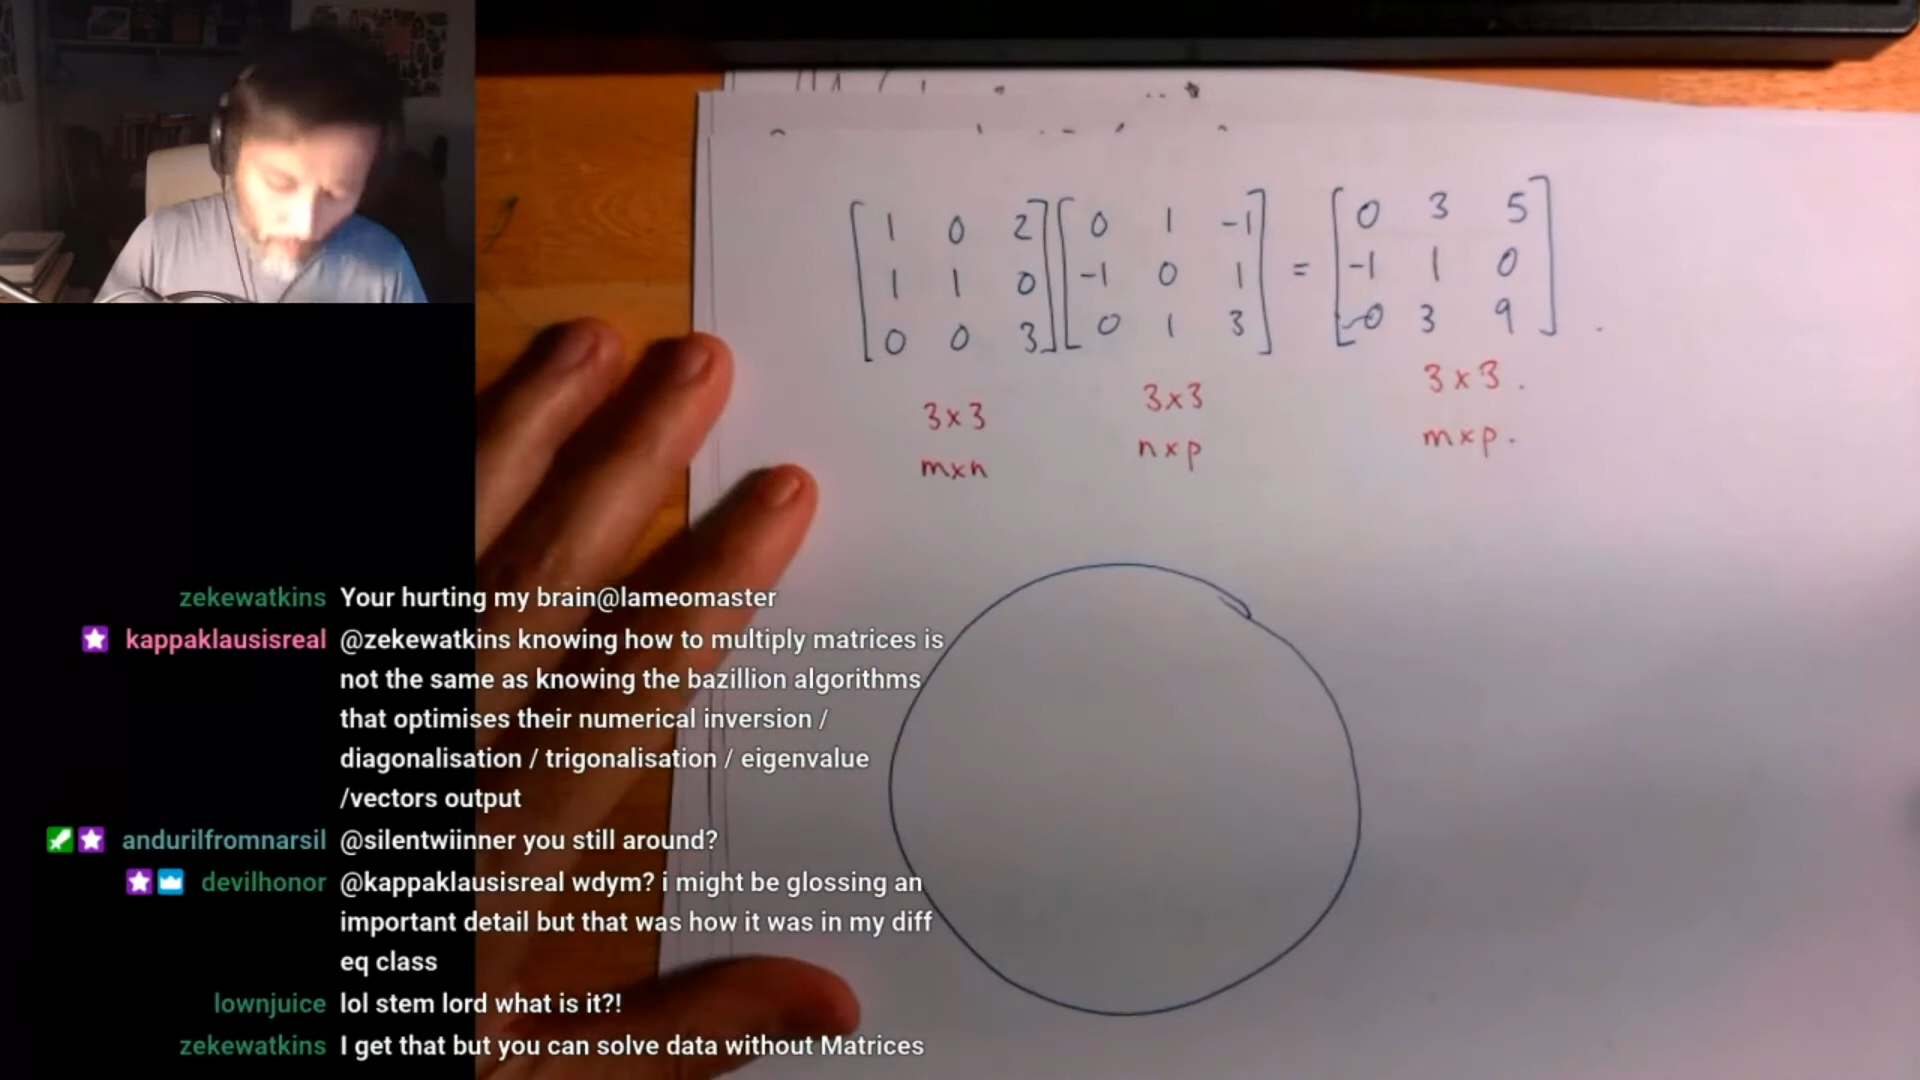 1 0 2 0 1 -1 0 3 5
1 1 0 -1 0 1 = -1 1 0
0 0 3 0 1 3 -0 3 9 .
3x3 3x3 3x3 .
mxn nxp mxp .
zekewatkins Your hurting my brain@lameomaster
kappaklausisreal @zekewatkins knowing how to multiply matrices is
not the same as knowing the bazillion algorithms
that optimises their numerical inversion /
diagonalisation / trigonalisation / eigenvalue
/vectors output
andurilfromnarsil @silentwiinner you still around?
devilhonor @kappaklausisreal wdym? i might be glossing an
important detail but that was how it was in my diff
eq class
lownjuice lol stem lord what is it?!
zekewatkins I get that but you can solve data without Matrices